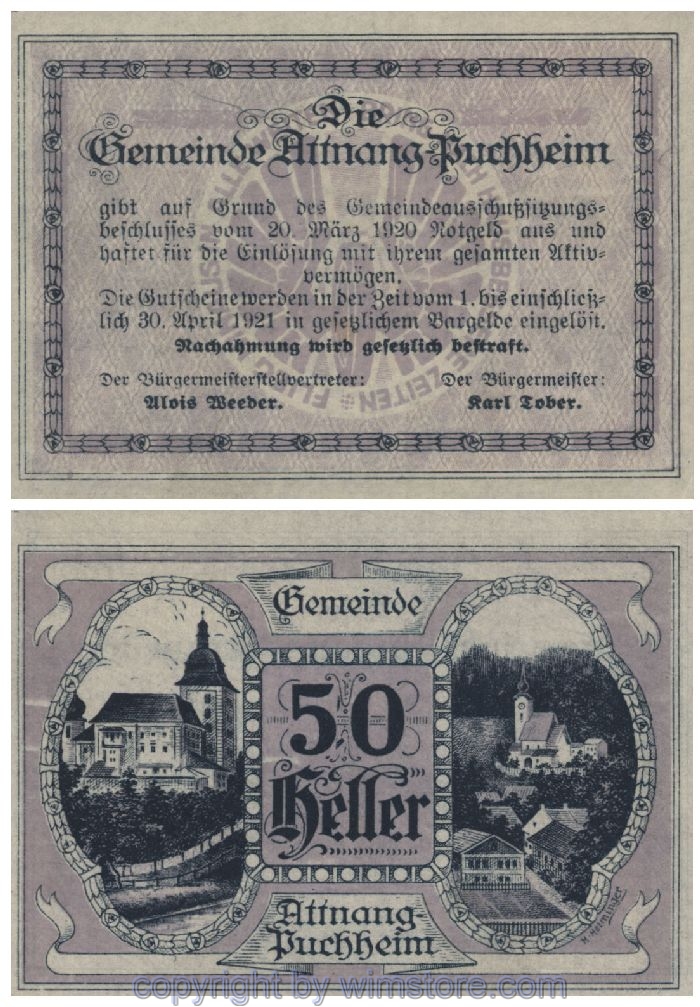 Die
Gemeinde Attnang-Puchheim
gibt auf Grund des Gemeindeausschußsitzungs-
beschlusses vom 20. März 1920 Notgeld aus und
haftet für die Einlösung mit ihrem gesamten Aktiv-
vermögen.
Die Gutscheine werden in der Zeit vom 1. bis einschließ-
lich 30. April 1921 in gesetzlichem Bargelde eingelöst.
Nachahmung wird gesetzlich bestraft.
Der Bürgermeisterstellvertreter: Der Bürgermeister:
Alois Weeder. Karl Tober.
ZEITEN
Gemeinde
50
Heller
Attnang-
Puchheim
copyright by wimstore.com